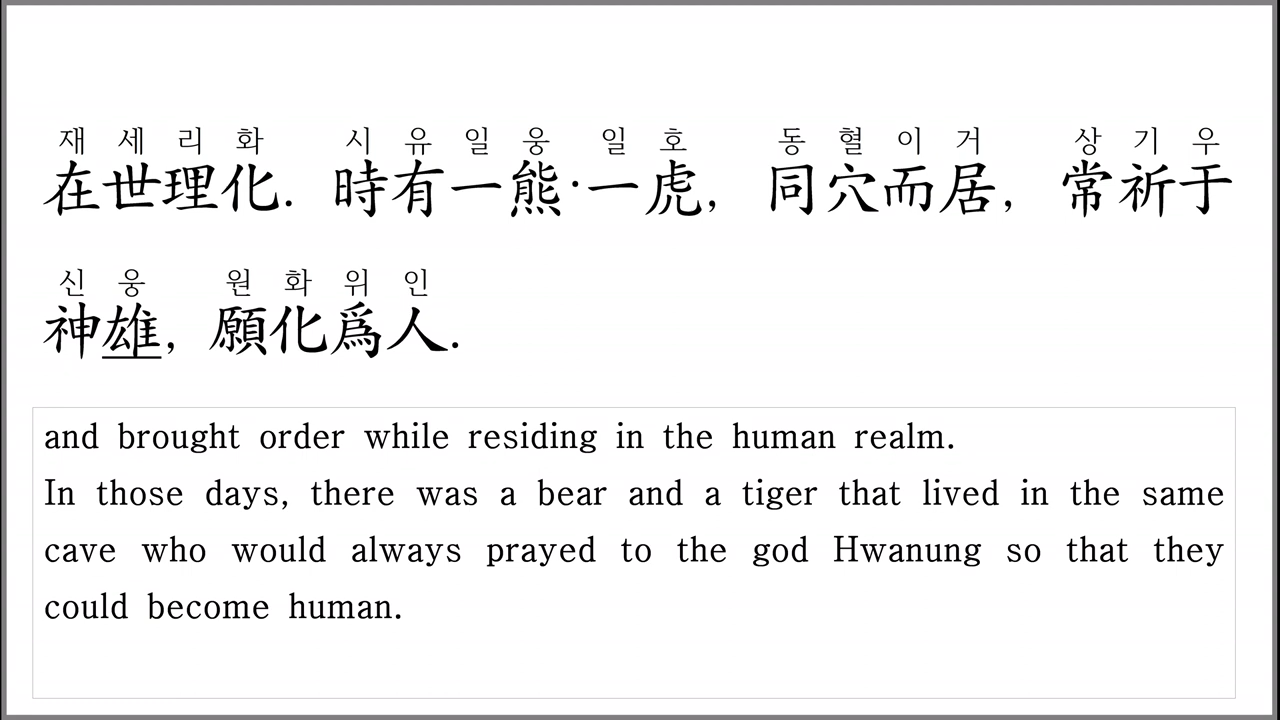 재 세 리 화 시 유 일 웅 일 호 동 혈 이 거 상 기 우
在世理化. 時有一熊·一虎, 同穴而居, 常祈于
신 웅 원 화 위 인
神雄, 願化爲人.
and brought order while residing in the human realm.
In those days, there was a bear and a tiger that lived in the same
cave who would always prayed to the god Hwanung so that they
could become human.